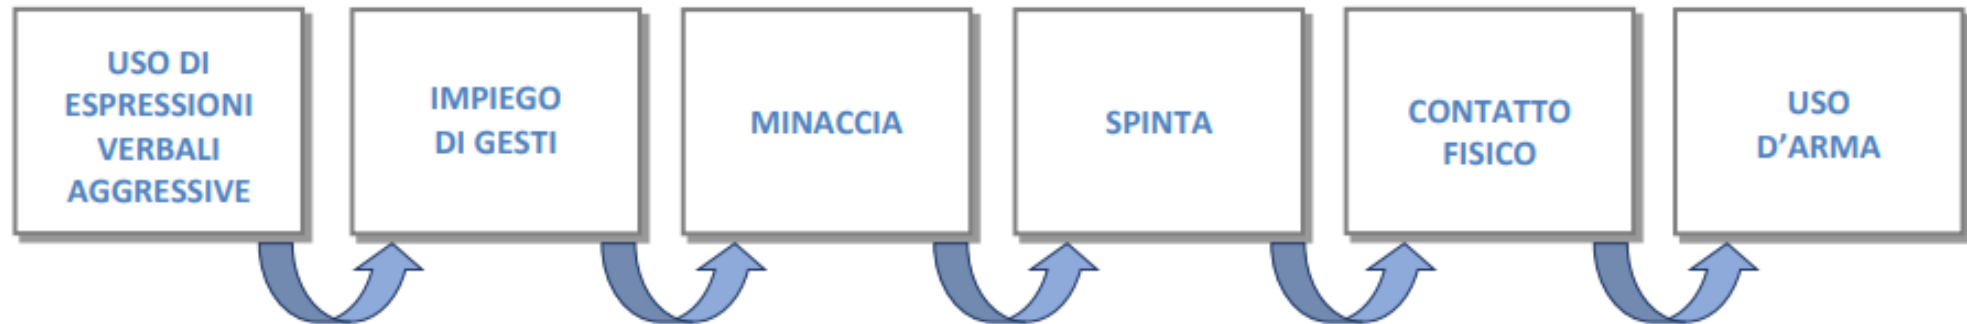 USO DI
ESPRESSIONI
VERBALI
AGGRESSIVE
IMPIEGO
DI GESTI
MINACCIA
SPINTA
CONTATTO
FISICO
USO
D’ARMA